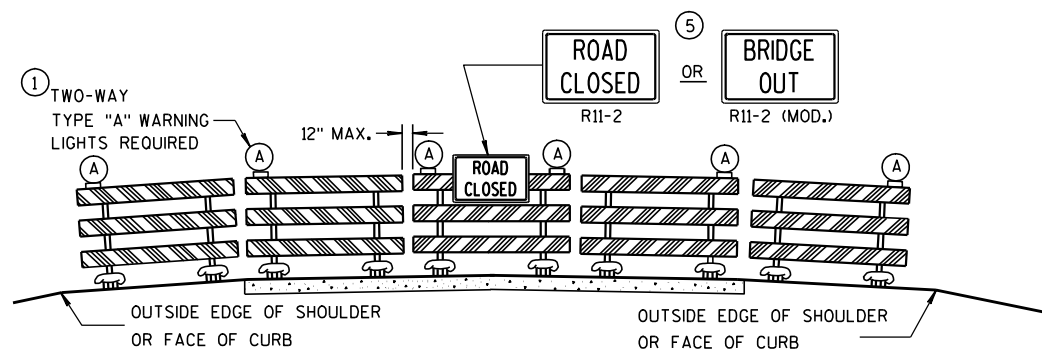 1
TWO-WAY
TYPE "A" WARNING
LIGHTS REQUIRED
12" MAX.
ROAD
CLOSED
R11-2
5
OR
BRIDGE
OUT
R11-2 (MOD.)
A
A
A
A
A
A
ROAD
CLOSED
OUTSIDE EDGE OF SHOULDER
OR FACE OF CURB
OUTSIDE EDGE OF SHOULDER
OR FACE OF CURB